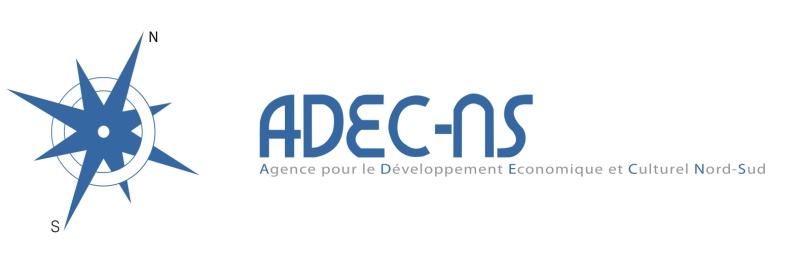 N
ADEC-NS
Agence pour le Développement Economique et Culturel Nord-Sud
S